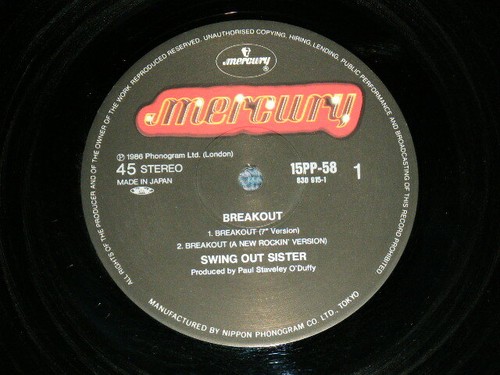 ALL RIGHTS OF THE PRODUCER AND OF THE OWNER OF THE WORK REPRODUCED RESERVED. UNAUTHORISED COPYING, HIRING, LENDING, PUBLIC PERFORMANCE AND BROADCASTING OF THIS RECORD PROHIBITED
mercury
mercury
℗ 1986 Phonogram Ltd. (London)
45 STEREO
MADE IN JAPAN
15PP-58
830 915-1
1
BREAKOUT
1. BREAKOUT (7" Version)
2. BREAKOUT (A NEW ROCKIN' VERSION)
SWING OUT SISTER
Produced by Paul Staveley O'Duffy
MANUFACTURED BY NIPPON PHONOGRAM CO. LTD., TOKYO